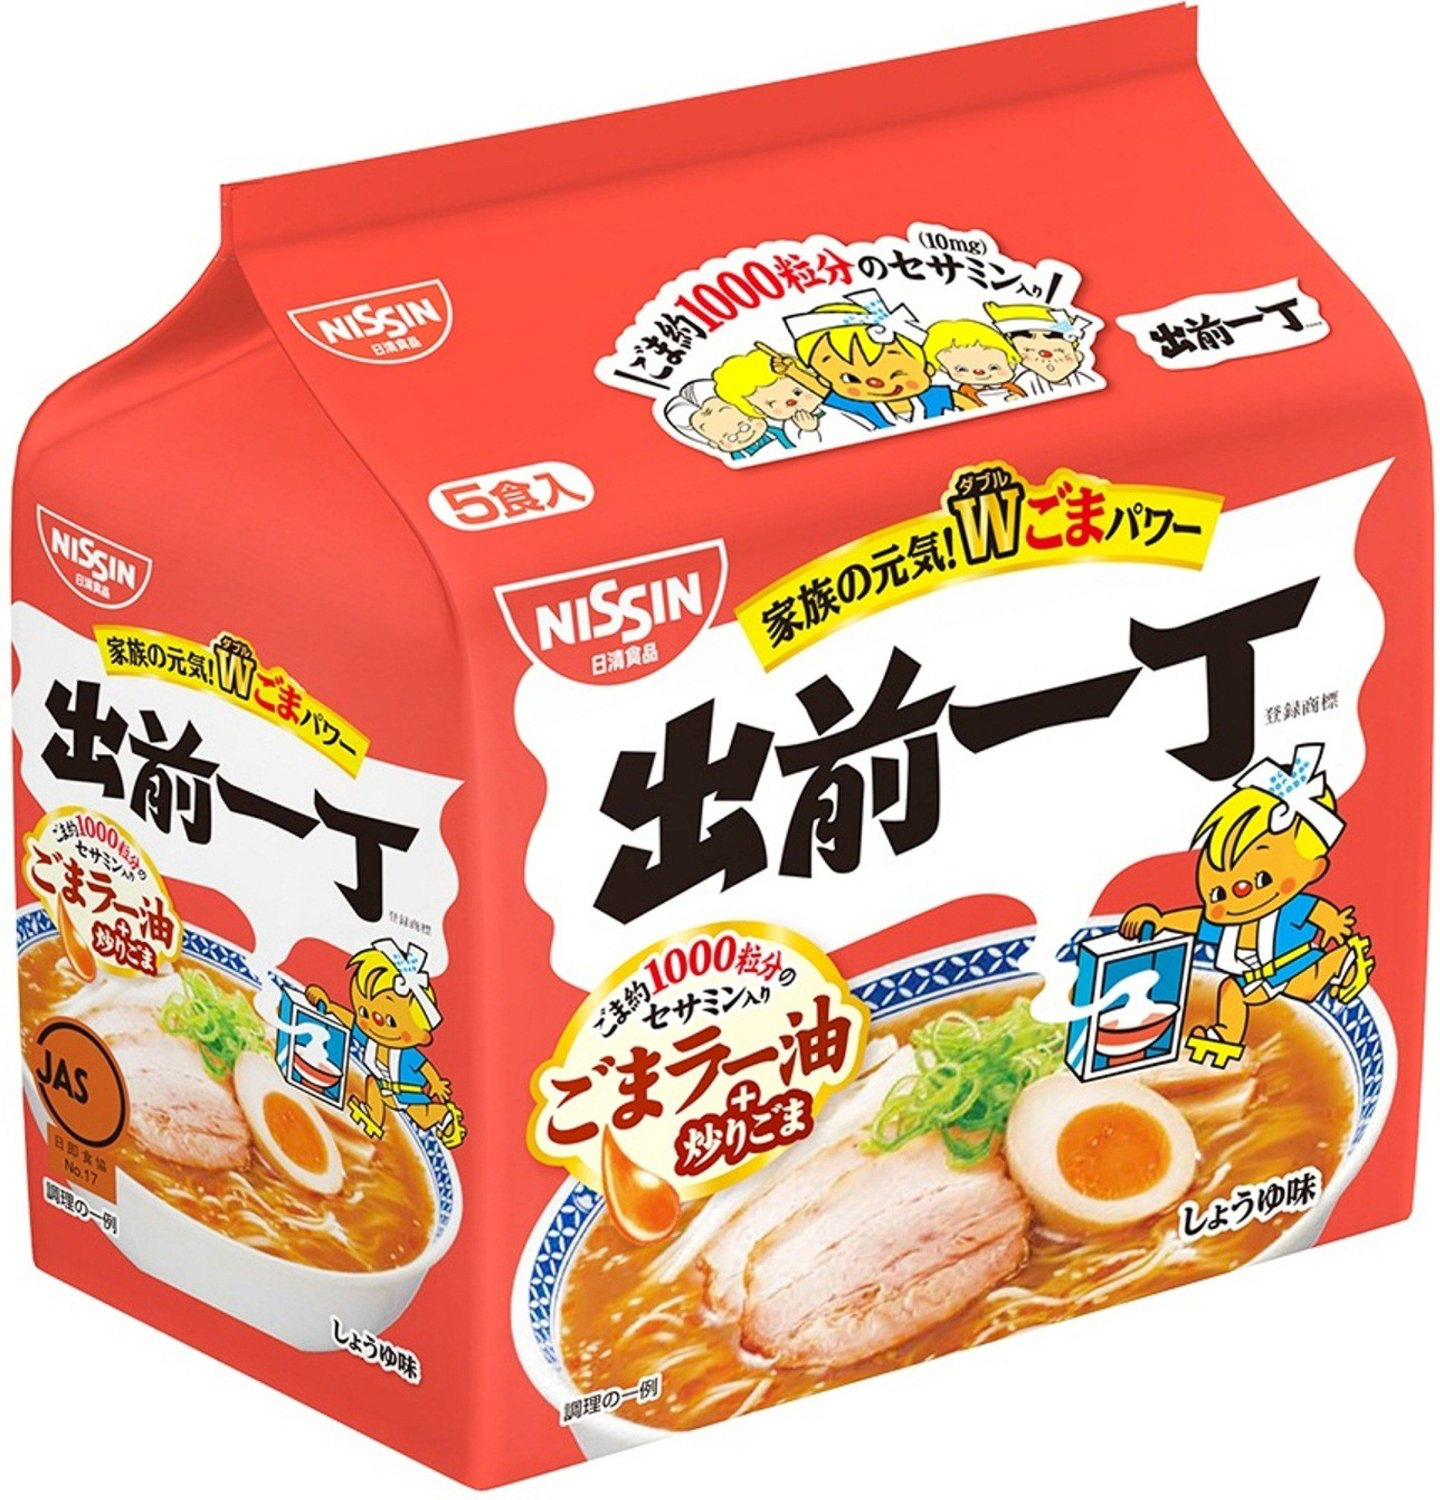 NISSIN
日清食品
ごま約1000粒分のセサミン入り!
(10mg)
出前一丁
5食入
NISSIN
日清食品
家族の元気!Wごまパワー
ダブル
出前一丁
登録商標
ごま約1000粒分の
セサミン入り
ごまラー油
+
炒りごま
しょうゆ味
調理の一例
NISSIN
日清食品
家族の元気!Wごまパワー
ダブル
出前一丁
登録商標
ごま約1000粒分の
セサミン入り
ごまラー油
+
炒りごま
JAS
日即食協
No.17
調理の一例
しょうゆ味